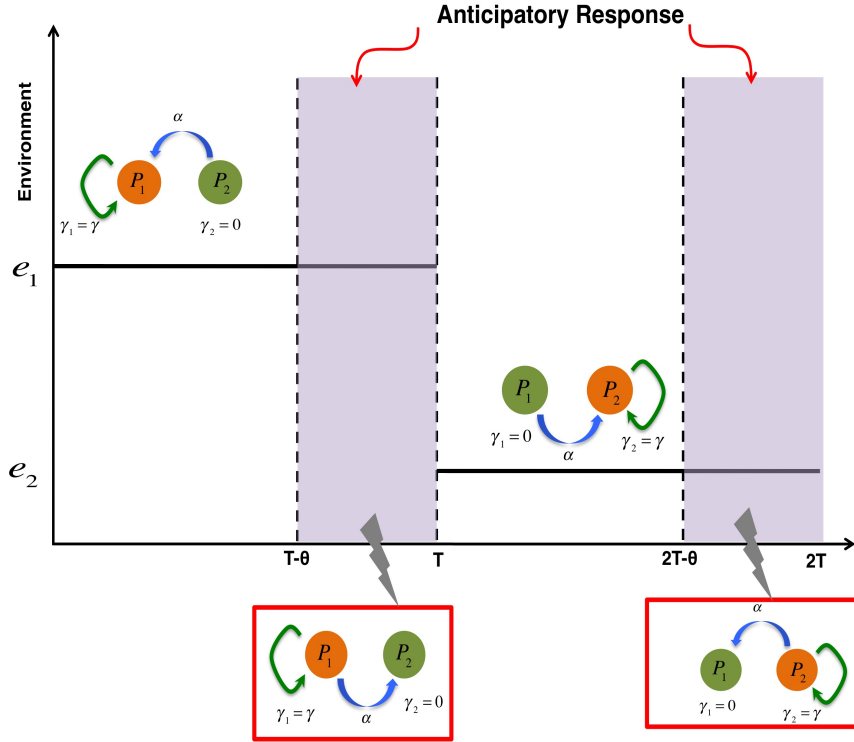 Anticipatory Response
Environment
α
P₁
P₂
γ₁ = γ
γ₂ = 0
e₁
P₁
P₂
γ₁ = 0
γ₂ = γ
α
e₂
T-θ
T
2T-θ
2T
P₁
P₂
γ₁ = γ
α
γ₂ = 0
α
P₁
P₂
γ₁ = 0
γ₂ = γ